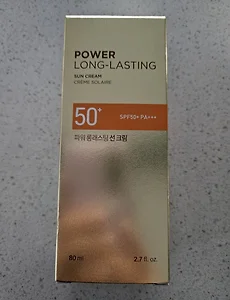 POWER
LONG-LASTING
SUN CREAM
CRÈME SOLAIRE
50+
SPF50+ PA+++
파워 롱래스팅 선 크림
80 ml
2.7 fl. oz.